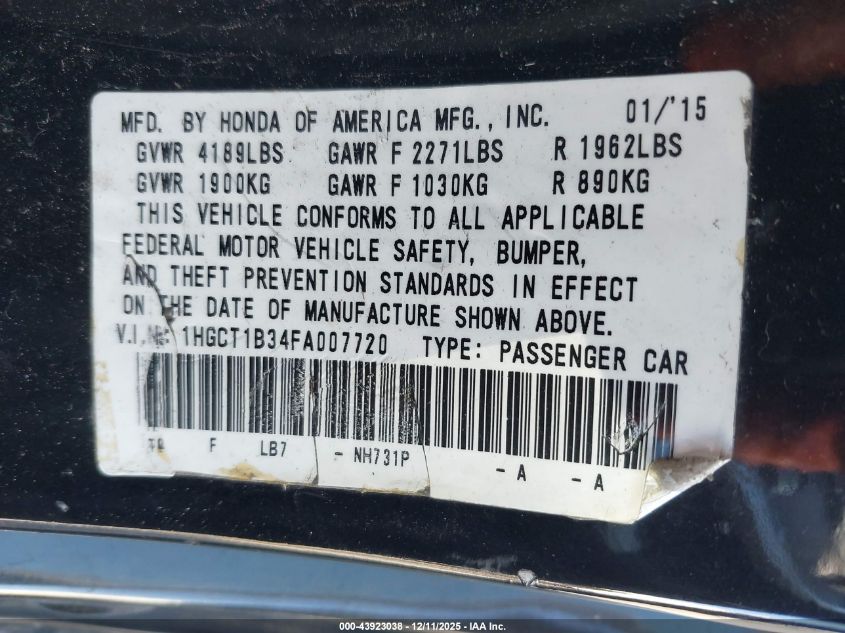 MFD. BY HONDA OF AMERICA MFG., INC. 01/'15
GVWR 4189LBS GAWR F 2271LBS R 1962LBS
GVWR 1900KG GAWR F 1030KG R 890KG
THIS VEHICLE CONFORMS TO ALL APPLICABLE
FEDERAL MOTOR VEHICLE SAFETY, BUMPER,
AND THEFT PREVENTION STANDARDS IN EFFECT
ON THE DATE OF MANUFACTURE SHOWN ABOVE.
1HGCT1B34FA007720 TYPE: PASSENGER CAR
F LB7 - NH731P - A - A
000-43923038 - 12/11/2025 - IAA Inc.